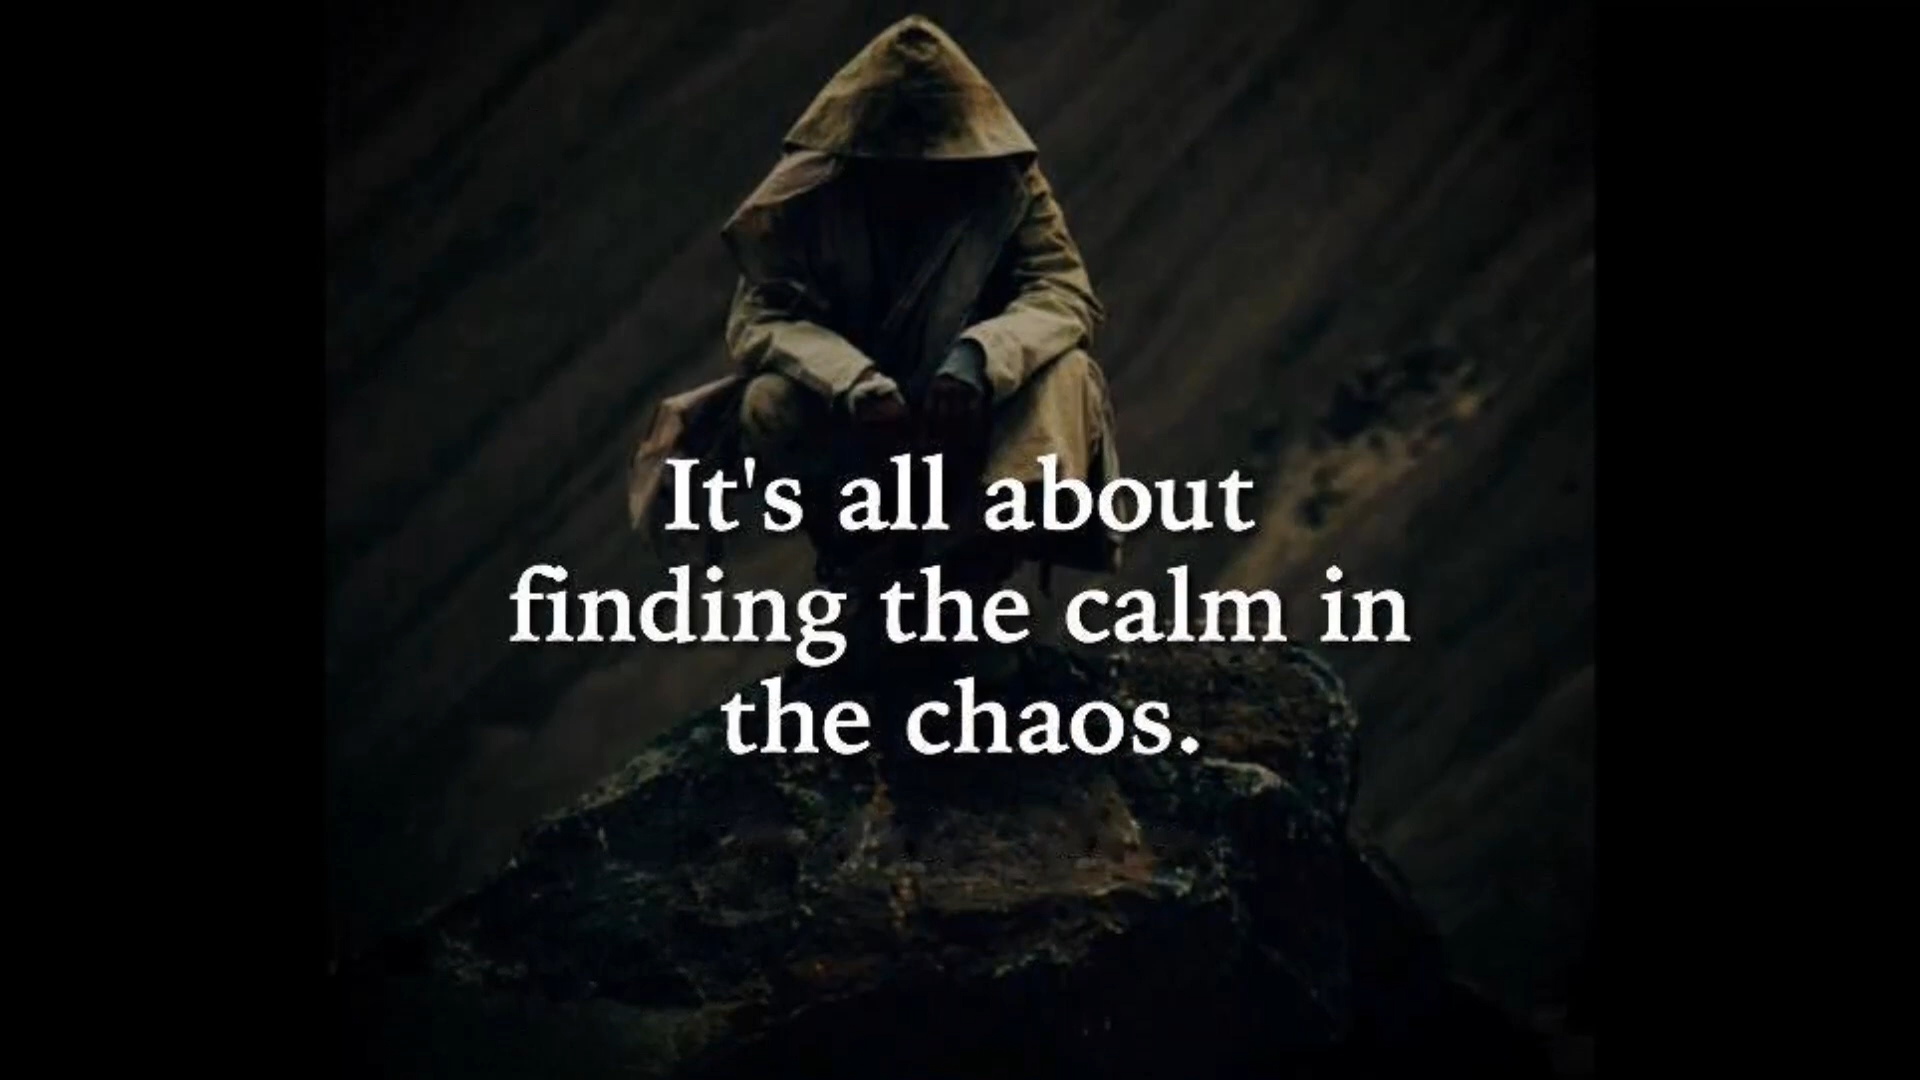 It's all about
finding the calm in
the chaos.